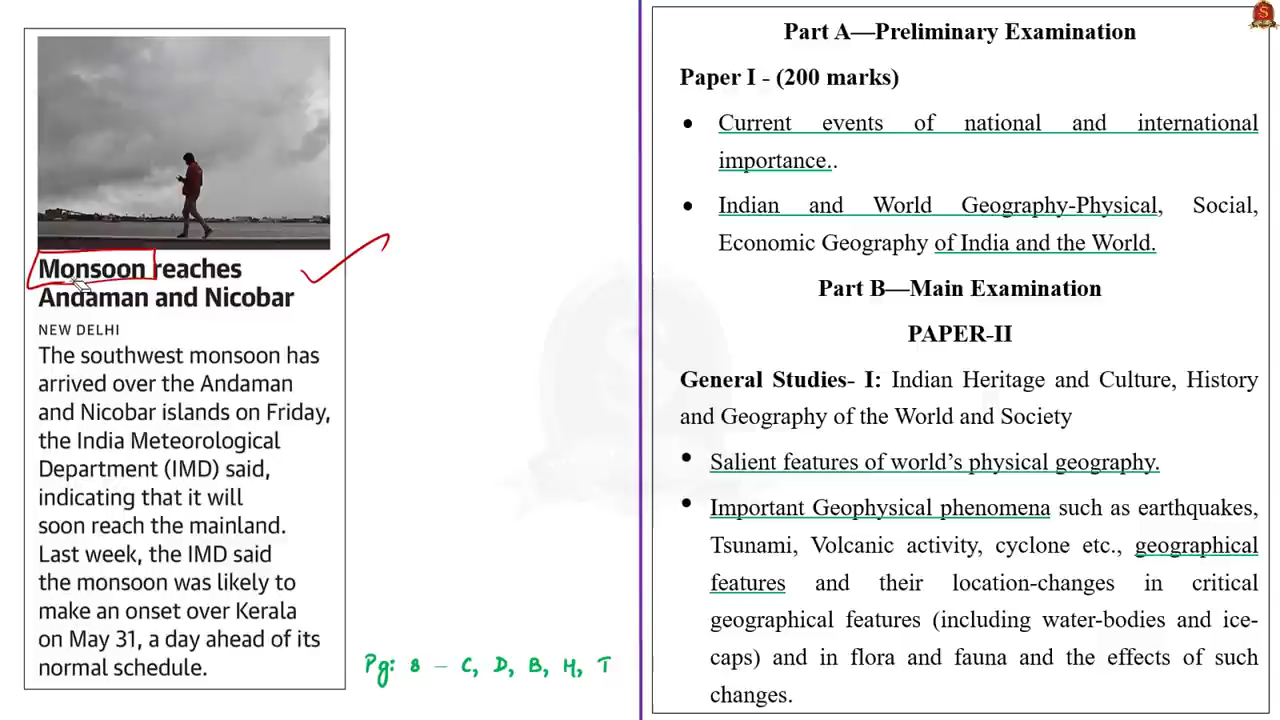 Monsoon reaches
Andaman and Nicobar
NEW DELHI
The southwest monsoon has
arrived over the Andaman
and Nicobar islands on Friday,
the India Meteorological
Department (IMD) said,
indicating that it will
soon reach the mainland.
Last week, the IMD said
the monsoon was likely to
make an onset over Kerala
on May 31, a day ahead of its
normal schedule.
Pg: 8 – C, D, B, H, T
Part A—Preliminary Examination
Paper I - (200 marks)
• Current events of national and international
importance..
• Indian and World Geography-Physical, Social,
Economic Geography of India and the World.
Part B—Main Examination
PAPER-II
General Studies- I: Indian Heritage and Culture, History
and Geography of the World and Society
• Salient features of world’s physical geography.
• Important Geophysical phenomena such as earthquakes,
Tsunami, Volcanic activity, cyclone etc., geographical
features and their location-changes in critical
geographical features (including water-bodies and ice-
caps) and in flora and fauna and the effects of such
changes.